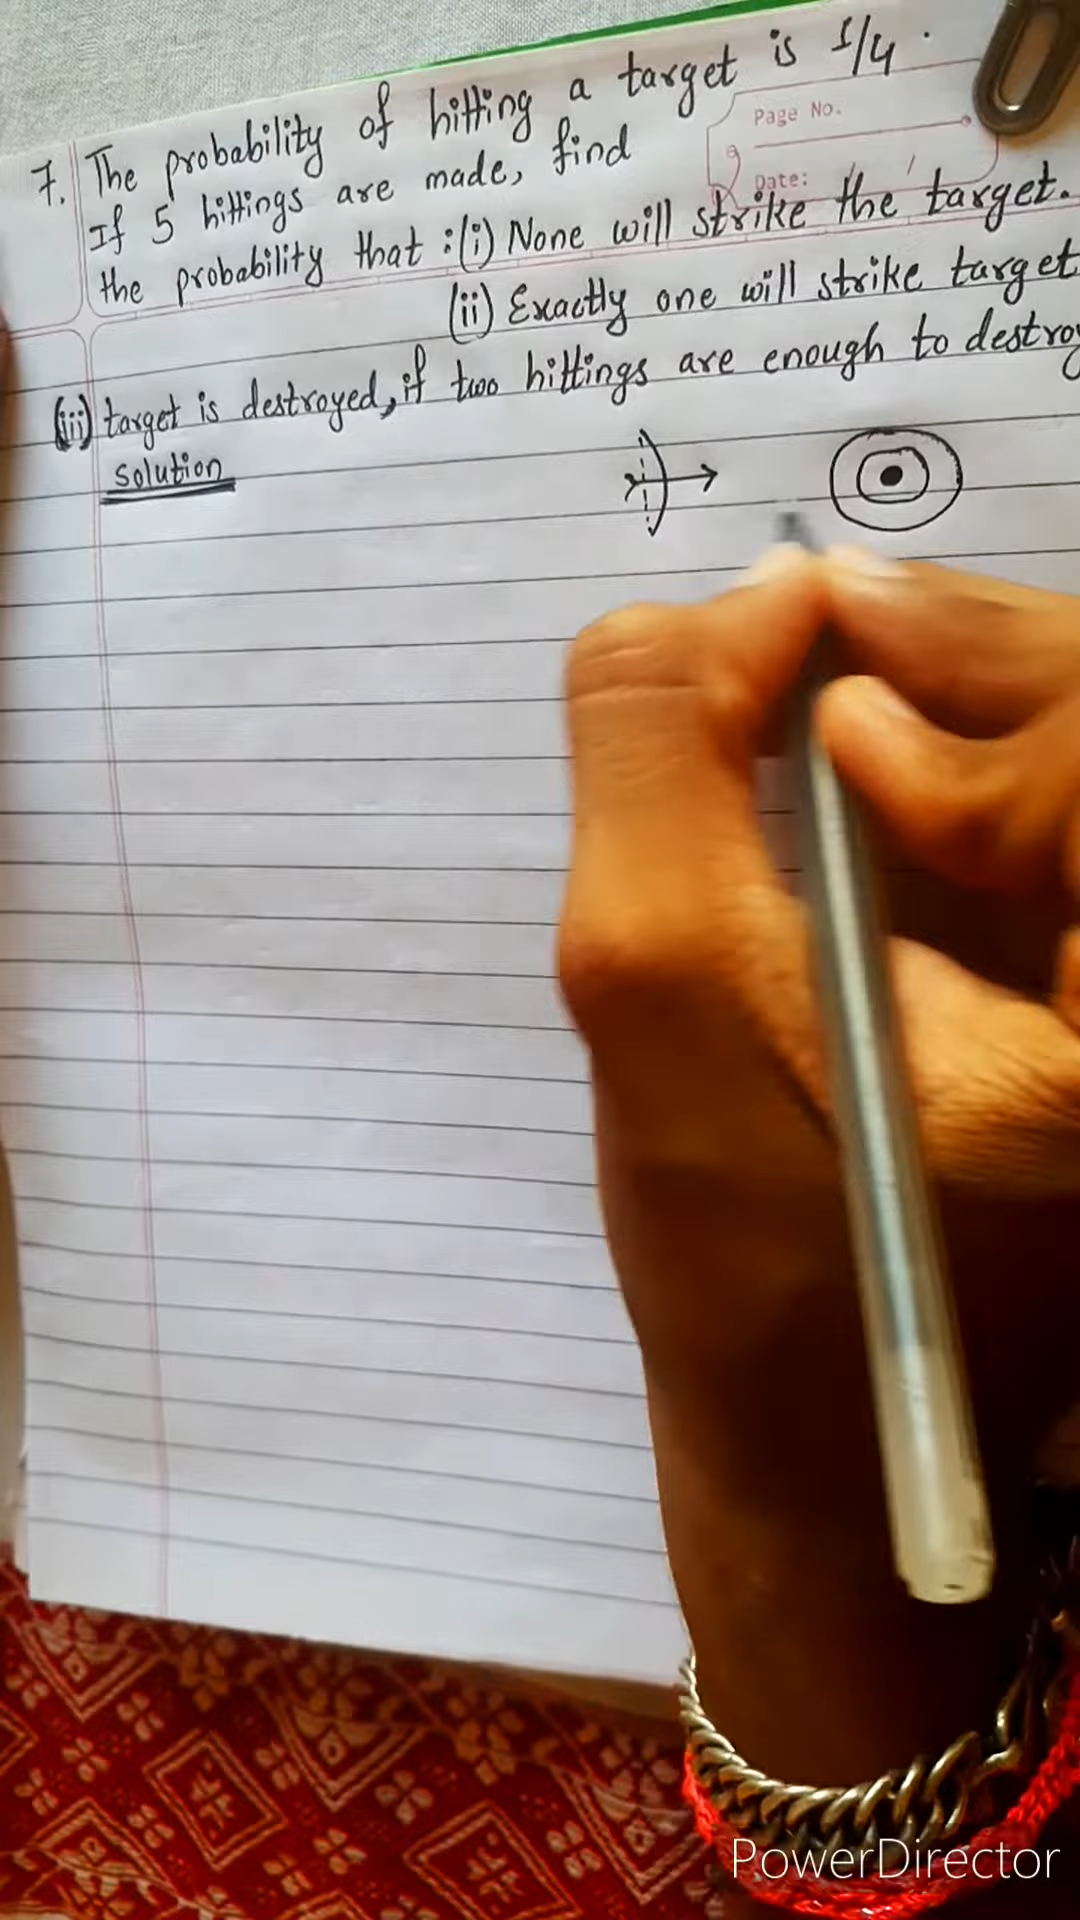 7. The probability of hitting a target is 1/4.
Page No.
If 5 hittings are made, find
Date:
the probability that :(i) None will strike the target.
(ii) Exactly one will strike target
(iii) target is destroyed, if two hittings are enough to destroy
solution
PowerDirector